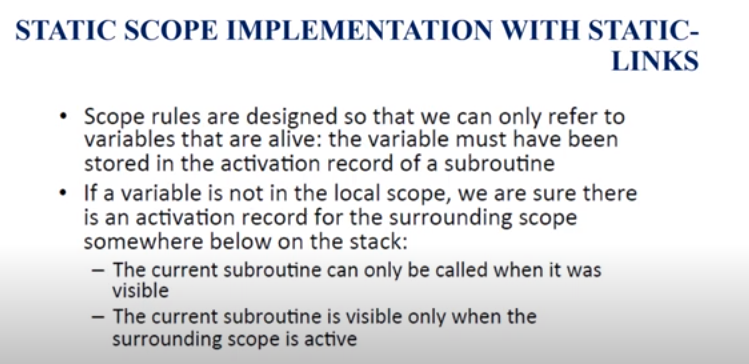 STATIC SCOPE IMPLEMENTATION WITH STATIC-
LINKS
• Scope rules are designed so that we can only refer to
variables that are alive: the variable must have been
stored in the activation record of a subroutine
• If a variable is not in the local scope, we are sure there
is an activation record for the surrounding scope
somewhere below on the stack:
– The current subroutine can only be called when it was
visible
– The current subroutine is visible only when the
surrounding scope is active